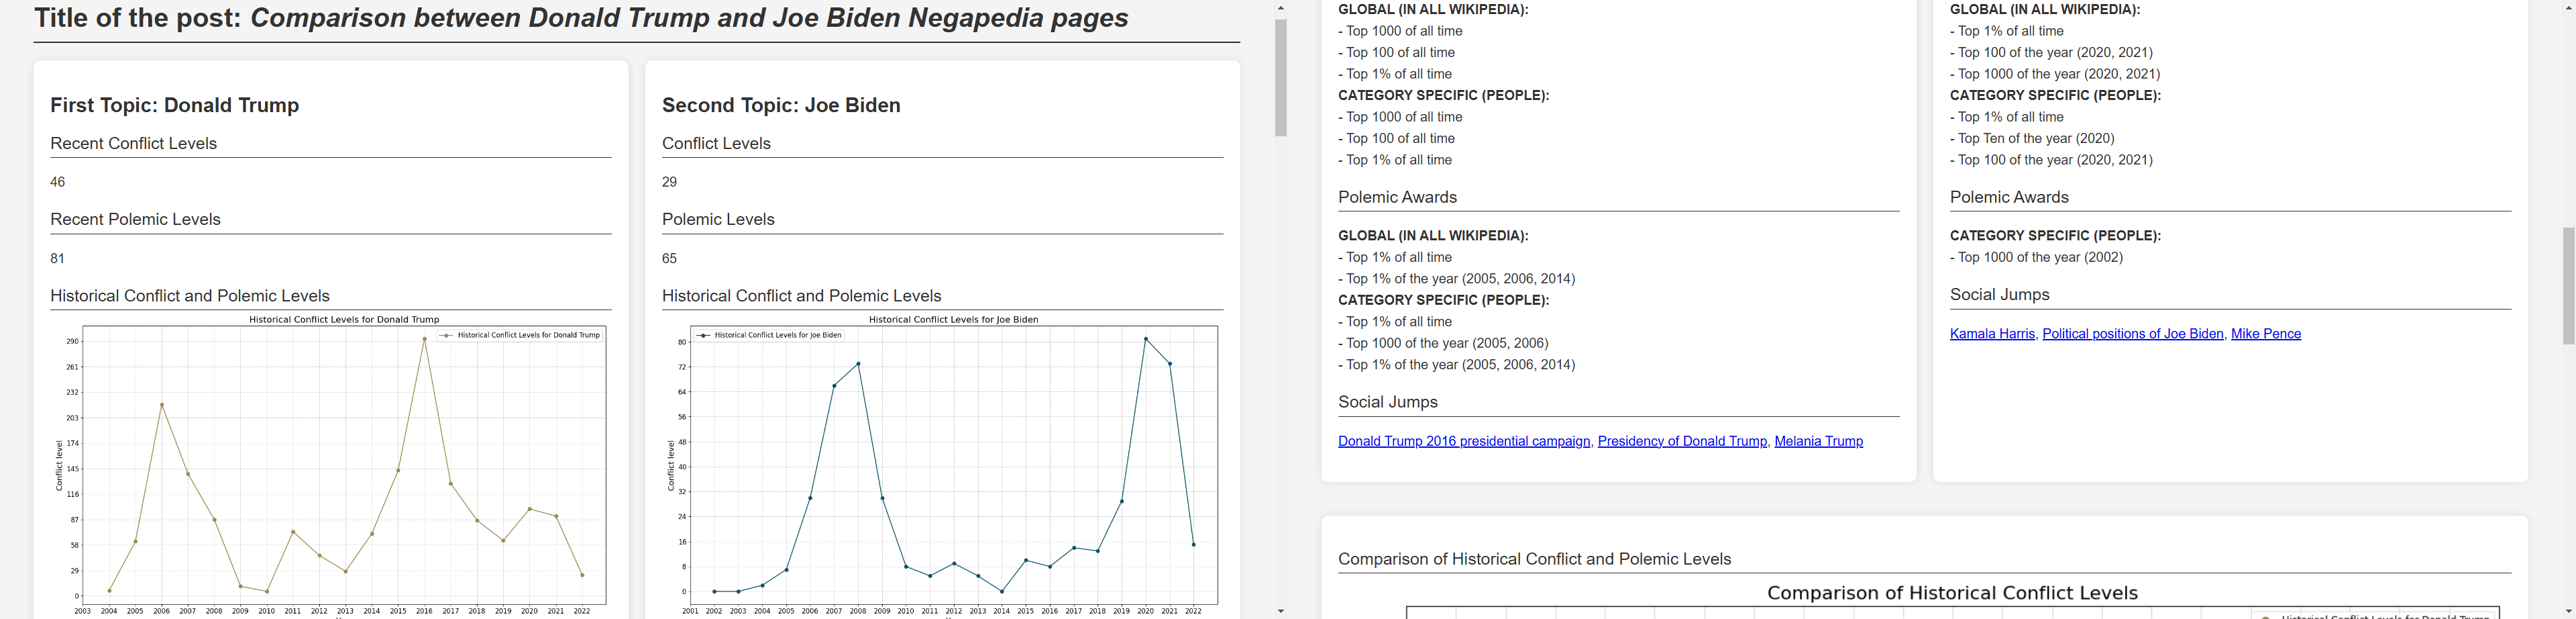 Title of the post: Comparison between Donald Trump and Joe Biden Negapedia pages
First Topic: Donald Trump
Recent Conflict Levels
46
Recent Polemic Levels
81
Historical Conflict and Polemic Levels
Historical Conflict Levels for Donald Trump
Historical Conflict Levels for Donald Trump
Conflict level
290
261
232
203
174
145
116
87
58
29
0
2003 2004 2005 2006 2007 2008 2009 2010 2011 2012 2013 2014 2015 2016 2017 2018 2019 2020 2021 2022
Second Topic: Joe Biden
Conflict Levels
29
Polemic Levels
65
Historical Conflict and Polemic Levels
Historical Conflict Levels for Joe Biden
Historical Conflict Levels for Joe Biden
Conflict level
80
72
64
56
48
40
32
24
16
8
0
2001 2002 2003 2004 2005 2006 2007 2008 2009 2010 2011 2012 2013 2014 2015 2016 2017 2018 2019 2020 2021 2022
GLOBAL (IN ALL WIKIPEDIA):
- Top 1000 of all time
- Top 100 of all time
- Top 1% of all time
CATEGORY SPECIFIC (PEOPLE):
- Top 1000 of all time
- Top 100 of all time
- Top 1% of all time
Polemic Awards
GLOBAL (IN ALL WIKIPEDIA):
- Top 1% of all time
- Top 1% of the year (2005, 2006, 2014)
CATEGORY SPECIFIC (PEOPLE):
- Top 1% of all time
- Top 1000 of the year (2005, 2006)
- Top 1% of the year (2005, 2006, 2014)
Social Jumps
Donald Trump 2016 presidential campaign, Presidency of Donald Trump, Melania Trump
GLOBAL (IN ALL WIKIPEDIA):
- Top 1% of all time
- Top 100 of the year (2020, 2021)
- Top 1000 of the year (2020, 2021)
CATEGORY SPECIFIC (PEOPLE):
- Top 1% of all time
- Top Ten of the year (2020)
- Top 100 of the year (2020, 2021)
Polemic Awards
CATEGORY SPECIFIC (PEOPLE):
- Top 1000 of the year (2002)
Social Jumps
Kamala Harris, Political positions of Joe Biden, Mike Pence
Comparison of Historical Conflict and Polemic Levels
Comparison of Historical Conflict Levels
Historical Conflict Levels for Donald Trump